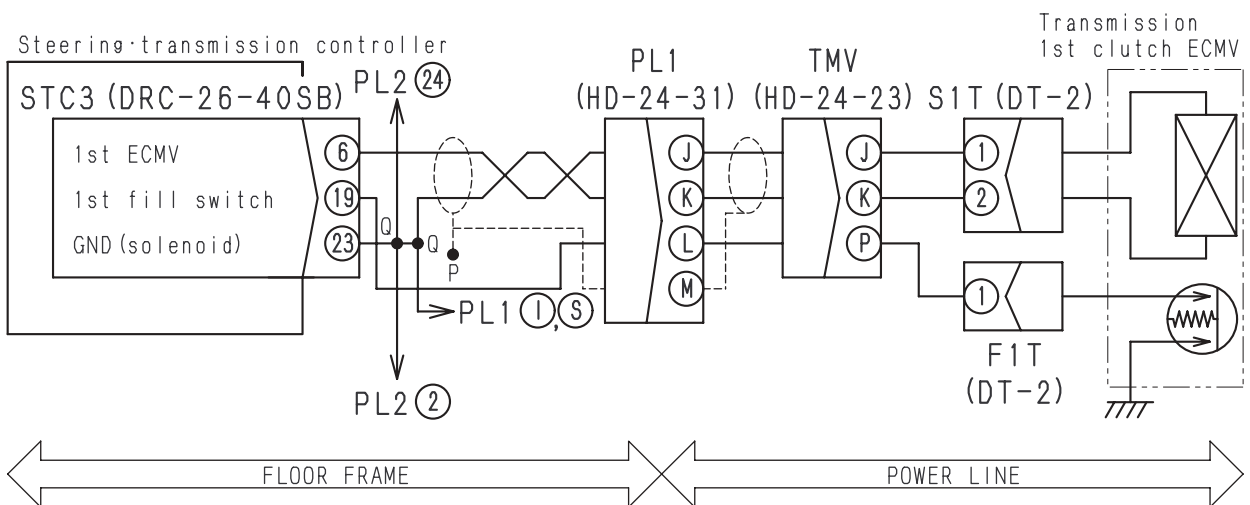 Steering·transmission controller
Transmission
1st clutch ECMV
STC3 (DRC-26-40SB)
PL2 24
PL1
(HD-24-31)
TMV
(HD-24-23)
S1T (DT-2)
1st ECMV
6
J
J
1
1st fill switch
19
K
K
2
GND (solenoid)
23
Q
Q
L
P
P
M
1
PL1 I, S
F1T
(DT-2)
PL2 2
FLOOR FRAME
POWER LINE